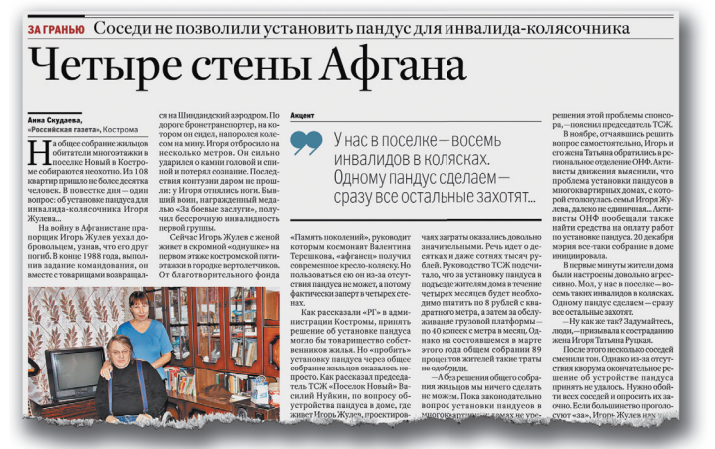 ЗА ГРАНЬЮ Соседи не позволили установить пандус для инвалида-колясочника
Четыре стены Афгана
Анна Скудаева,
«Российская газета», Кострома
На общее собрание жильцов
обитатели многоэтажки в
поселке Новый в Костро-
ме собираются неохотно. Из 108
квартир пришло не более десятка
человек. В повестке дня – один
вопрос: об установке пандуса для
инвалида-колясочника Игоря
Жулева...
На войну в Афганистане пра-
порщик Игорь Жулев уехал до-
бровольцем, узнав, что его друг
погиб. В конце 1988 года, выпол-
нив задание командования, он
вместе с товарищами возвращал-
ся на Шиндандский аэродром. По
дороге бронетранспортер, на ко-
тором он сидел, напоролся коле-
сом на мину. Игоря отбросило на
несколько метров. Он сильно
ударился о камни головой и спи-
ной и потерял сознание. Послед-
ствия контузии даром не прош-
ли: у Игоря отнялись ноги. Быв-
ший воин, награжденный медал-
лью «За боевые заслуги», полу-
чил бессрочную инвалидность
первой группы.
Сейчас Игорь Жулев с женой
живет в скромной «однушке» на
первом этаже костромской пяти-
этажки в городке вертолетчиков.
От благотворительного фонда
Акцент
У нас в поселке – восемь
инвалидов в колясках.
Одному пандус сделаем –
сразу все остальные захотят...
«Память поколений», руководит
которым космонавт Валентина
Терешкова, «афганец» получил
современное кресло-коляску. Но
пользоваться им из-за отсут-
ствия пандуса не может, а потому
фактически заперт в четырех сте-
нах.
Как рассказали «РГ» в адми-
нистрации Костромы, принять
решение об установке пандуса
могло бы товарищество соб-
ственников жилья. Но «пробить»
установку пандуса через общее
собрание жильцов оказалось не-
просто. Как рассказал председа-
тель ТСЖ «Поселок Новый» Ва-
силий Нуйкин, по вопросу об-
устройства пандуса в доме, где
живет Игорь Жулев, проектиров-
чаях затраты оказались довольно
значительными. Речь идет о де-
сятках и даже сотнях тысяч руб-
лей. Руководство ТСЖ подсчи-
тало, что за установку пандуса в
подъезде жителям дома в течение
четырех месяцев будет необхо-
димо платить по 8 рублей с ква-
дратного метра, а затем за обслу-
живание грузовой платформы –
по 40 копеек с метра в месяц. Од-
нако на состоявшемся в марте
этого года общем собрании 89
процентов жителей такие траты
не одобрили.
– А без решения общего собра-
ния жильцов мы ничего сделать
не можем. Пока законодательно
вопрос установки пандусов в
многоквартирных домах не уре-
решения этой проблемы спонсо-
ра, – пояснил председатель ТСЖ.
В ноябре, отчаявшись решить
вопрос самостоятельно, Игорь и
его жена Татьяна обратились в ре-
гиональное отделение ОНФ. Акти-
висты движения выяснили, что
проблема установки пандусов в
многоквартирных домах, с кото-
рой столкнулась семья Игоря Жу-
лева, далеко не единичная... Акти-
висты ОНФ пообещали также
найти средства на оплату работ
по установке пандуса. 20 декабря
мэрия все-таки собрание в доме
инициировала.
В первые минуты жители дома
были настроены довольно агрес-
сивно. Мол, у нас в поселке – во-
семь таких инвалидов в колясках.
Одному пандус сделаем – сразу
все остальные захотят.
– Ну как же так? Задумайтесь,
люди, – призывала к состраданию
жена Игоря Татьяна Руцкая.
После этого несколько соседей
сменили тон. Однако из-за отсут-
ствия кворума окончательное ре-
шение об устройстве пандуса
принять не удалось. Нужно обой-
ти всех соседей и опросить их за-
очно. Если большинство проголо-
суют «за», Игорь Жулев